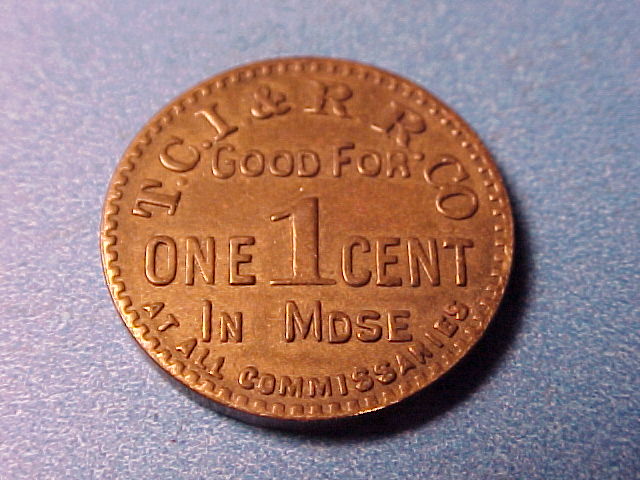 T.C.I & R. R. CO
GOOD FOR
ONE 1 CENT
IN MDSE
AT ALL COMMISSARIES